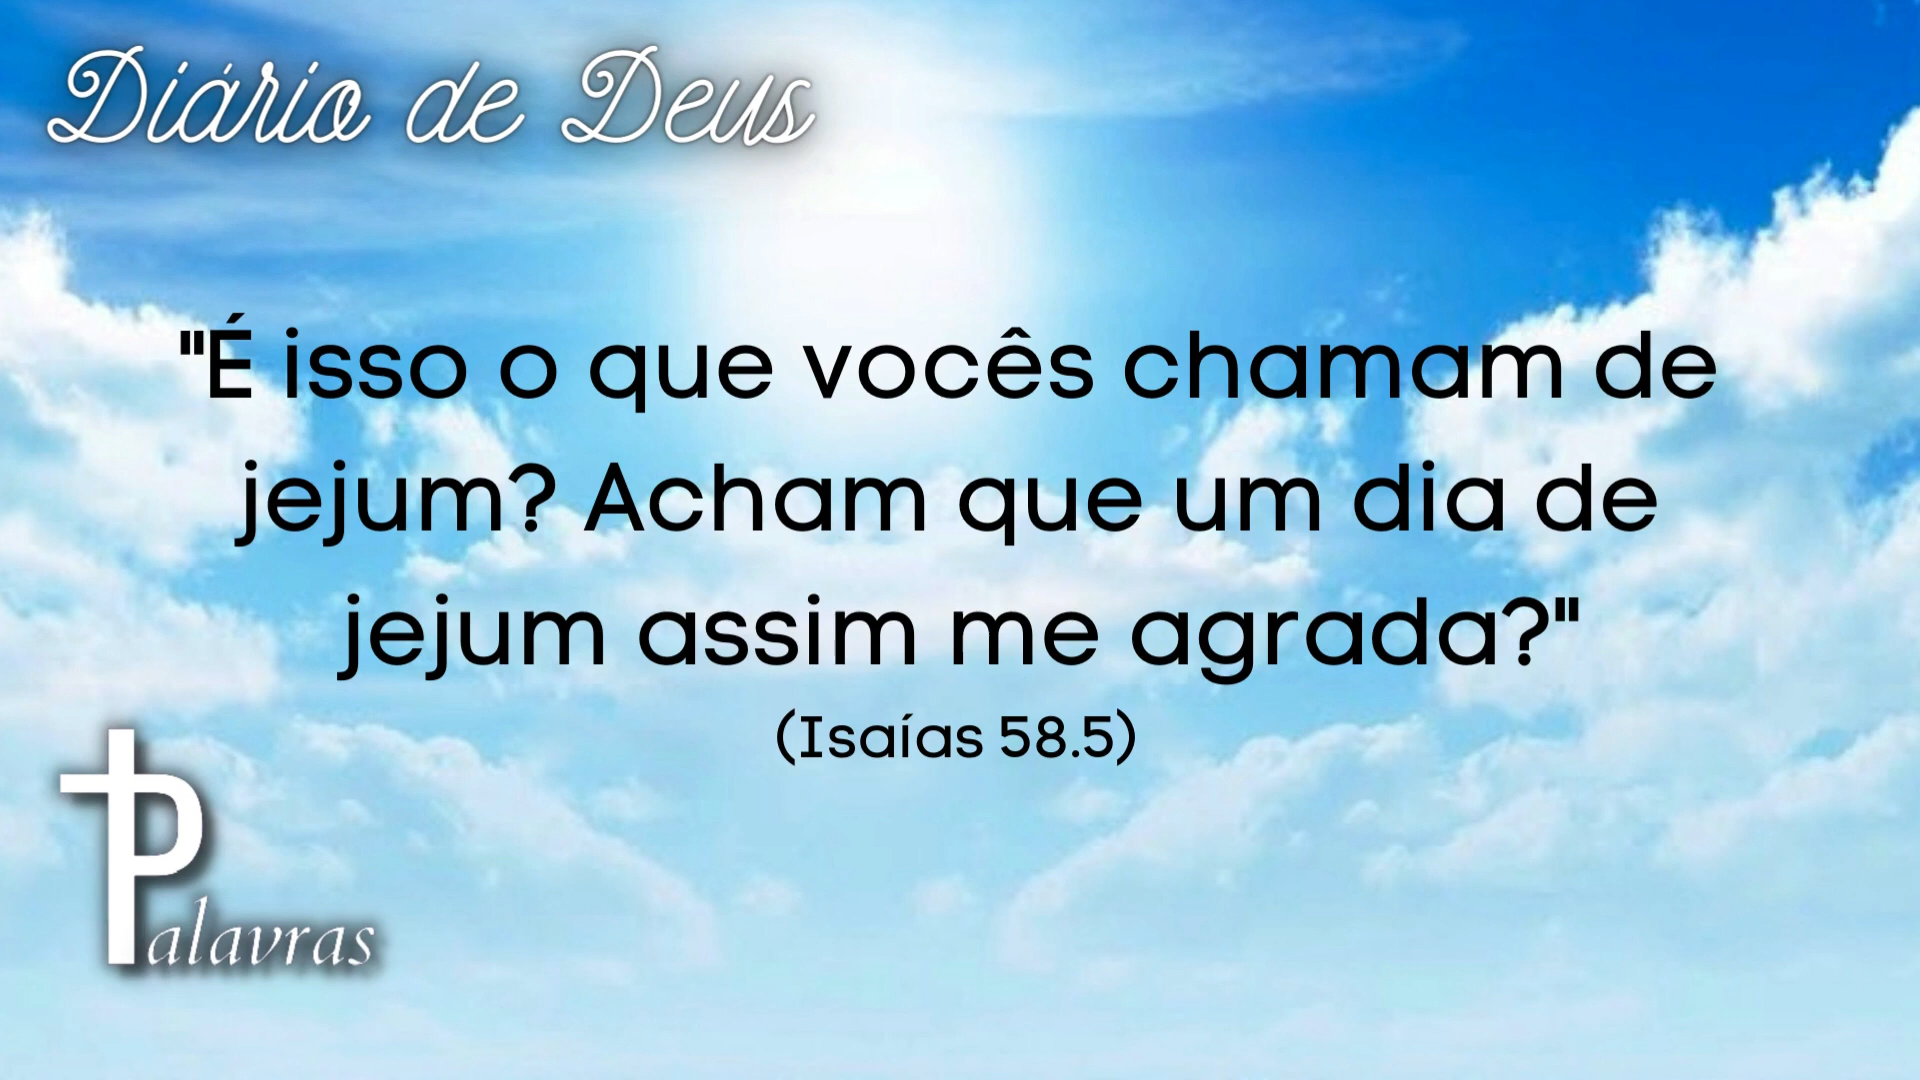 Diário de Deus
"É isso o que vocês chamam de
jejum? Acham que um dia de
jejum assim me agrada?"
(Isaías 58.5)
Palavras